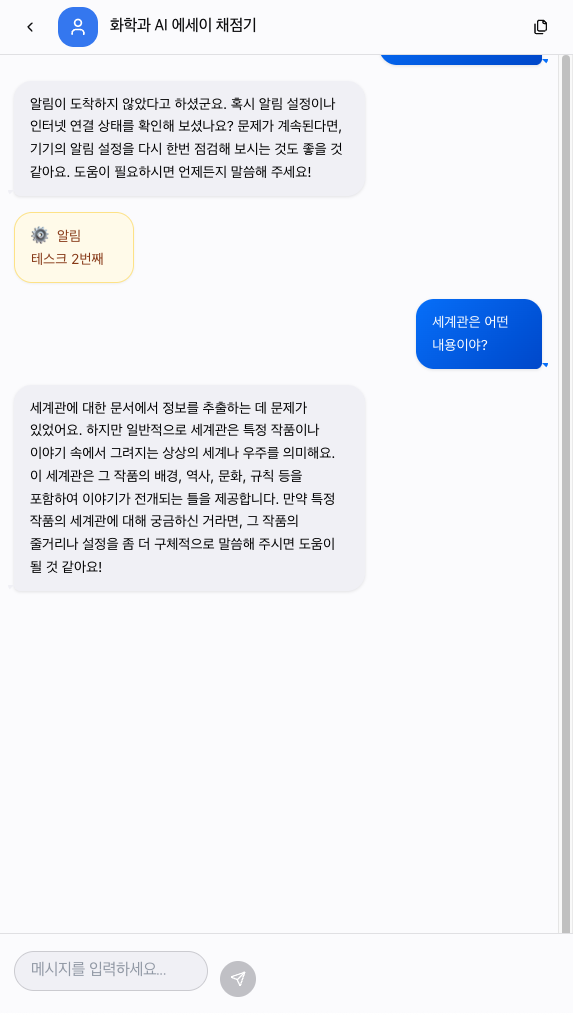 화학과 AI 에세이 채점기
알림이 도착하지 않았다고 하셨군요. 혹시 알림 설정이나
인터넷 연결 상태를 확인해 보셨나요? 문제가 계속된다면,
기기의 알림 설정을 다시 한번 점검해 보시는 것도 좋을 것
같아요. 도움이 필요하시면 언제든지 말씀해 주세요!
알림
테스크 2번째
세계관은 어떤
내용이야?
세계관에 대한 문서에서 정보를 추출하는 데 문제가
있었어요. 하지만 일반적으로 세계관은 특정 작품이나
이야기 속에서 그려지는 상상의 세계나 우주를 의미해요.
이 세계관은 그 작품의 배경, 역사, 문화, 규칙 등을
포함하여 이야기가 전개되는 틀을 제공합니다. 만약 특정
작품의 세계관에 대해 궁금하신 거라면, 그 작품의
줄거리나 설정을 좀 더 구체적으로 말씀해 주시면 도움이
될 것 같아요!
메시지를 입력하세요...